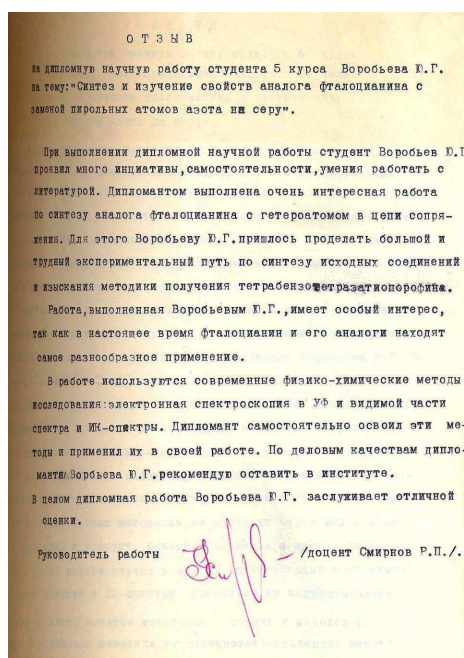 ОТЗЫВ
на дипломную научную работу студента 5 курса Воробьева Ю.Г.
на тему:"Синтез и изучение свойств аналога фталоцианина с
заменой пирольных атомов азота на серу".
При выполнении дипломной научной работы студент Воробьев Ю.Г
проявил много инциативы,самостоятельности,умения работать с
литературой. Дипломантом выполнена очень интересная работа
по синтезу аналога фталоцианина с гетероатомом в цепи сопря-
жения. Для этого Воробьеву Ю.Г.пришлось проделать большой и
трудный экспериментальный путь по синтезу исходных соединений
и изыскания методики получения тетрабензотетразатиопорофина.
Работа,выполненная Воробьевым Ю.Г.,имеет особый интерес,
так как в настоящее время фталоцианин и его аналоги находят
самое разнообразное применение.
В работе используются современные физико-химические методы
исследования:электронная спектроскопия в УФ и видимой части
спектра и ИК-спектры. Дипломант самостоятельно освоил эти ме-
тоды и применил их в своей работе. По деловым качествам дипло-
манта Ворбьева Ю.Г.рекомендую оставить в институте.
В целом дипломная работа Воробьева Ю.Г. заслуживает отличной
оценки.
Руководитель работы /доцент Смирнов Р.П./.